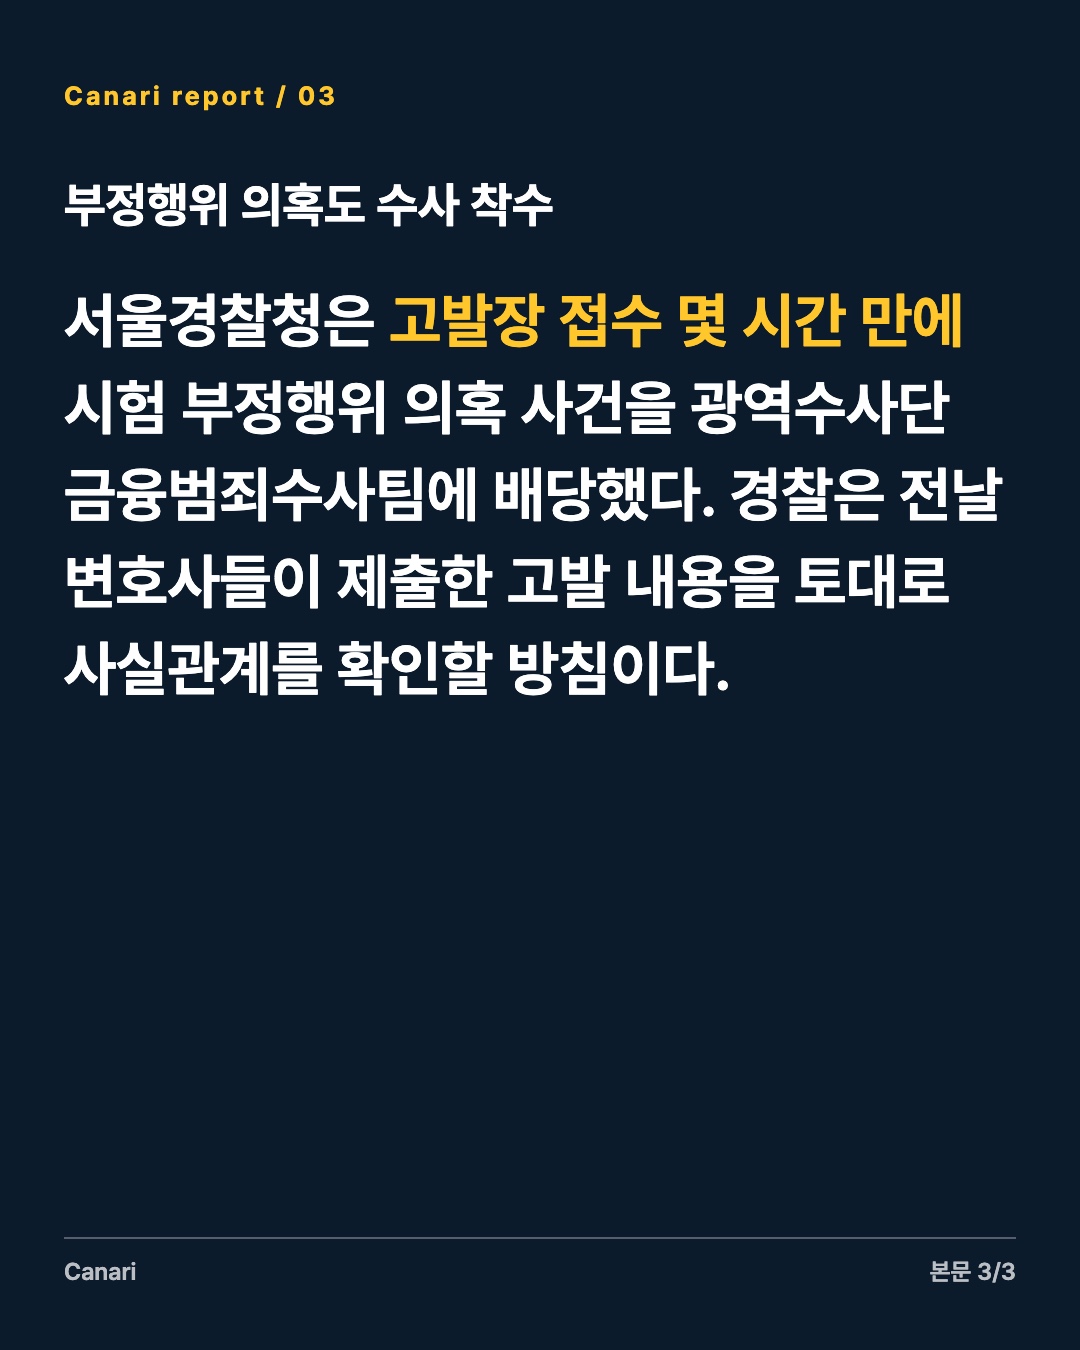 Canari report / 03
부정행위 의혹도 수사 착수
서울경찰청은 고발장 접수 몇 시간 만에
시험 부정행위 의혹 사건을 광역수사단
금융범죄수사팀에 배당했다. 경찰은 전날
변호사들이 제출한 고발 내용을 토대로
사실관계를 확인할 방침이다.
Canari
본문 3/3